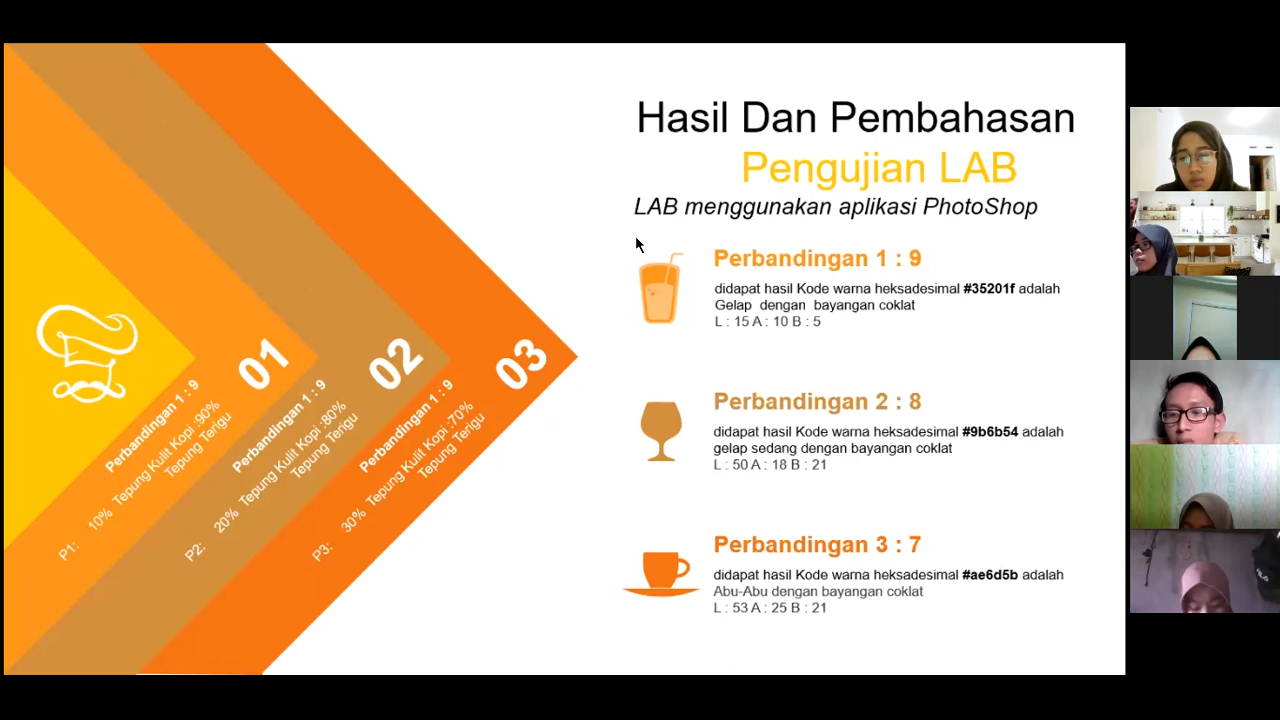 Hasil Dan Pembahasan
Pengujian LAB
LAB menggunakan aplikasi PhotoShop
Perbandingan 1 : 9
didapat hasil Kode warna heksadesimal #35201f adalah
Gelap dengan bayangan coklat
L : 15 A : 10 B : 5
Perbandingan 2 : 8
didapat hasil Kode warna heksadesimal #9b6b54 adalah
gelap sedang dengan bayangan coklat
L : 50 A : 18 B : 21
Perbandingan 3 : 7
didapat hasil Kode warna heksadesimal #ae6d5b adalah
Abu-Abu dengan bayangan coklat
L : 53 A : 25 B : 21
01
Perbandingan 1 : 9
P1: 10% Tepung Kulit Kopi :90%
Tepung Terigu
02
Perbandingan 1 : 9
P2: 20% Tepung Kulit Kopi :80%
Tepung Terigu
03
Perbandingan 1 : 9
P3: 30% Tepung Kulit Kopi :70%
Tepung Terigu